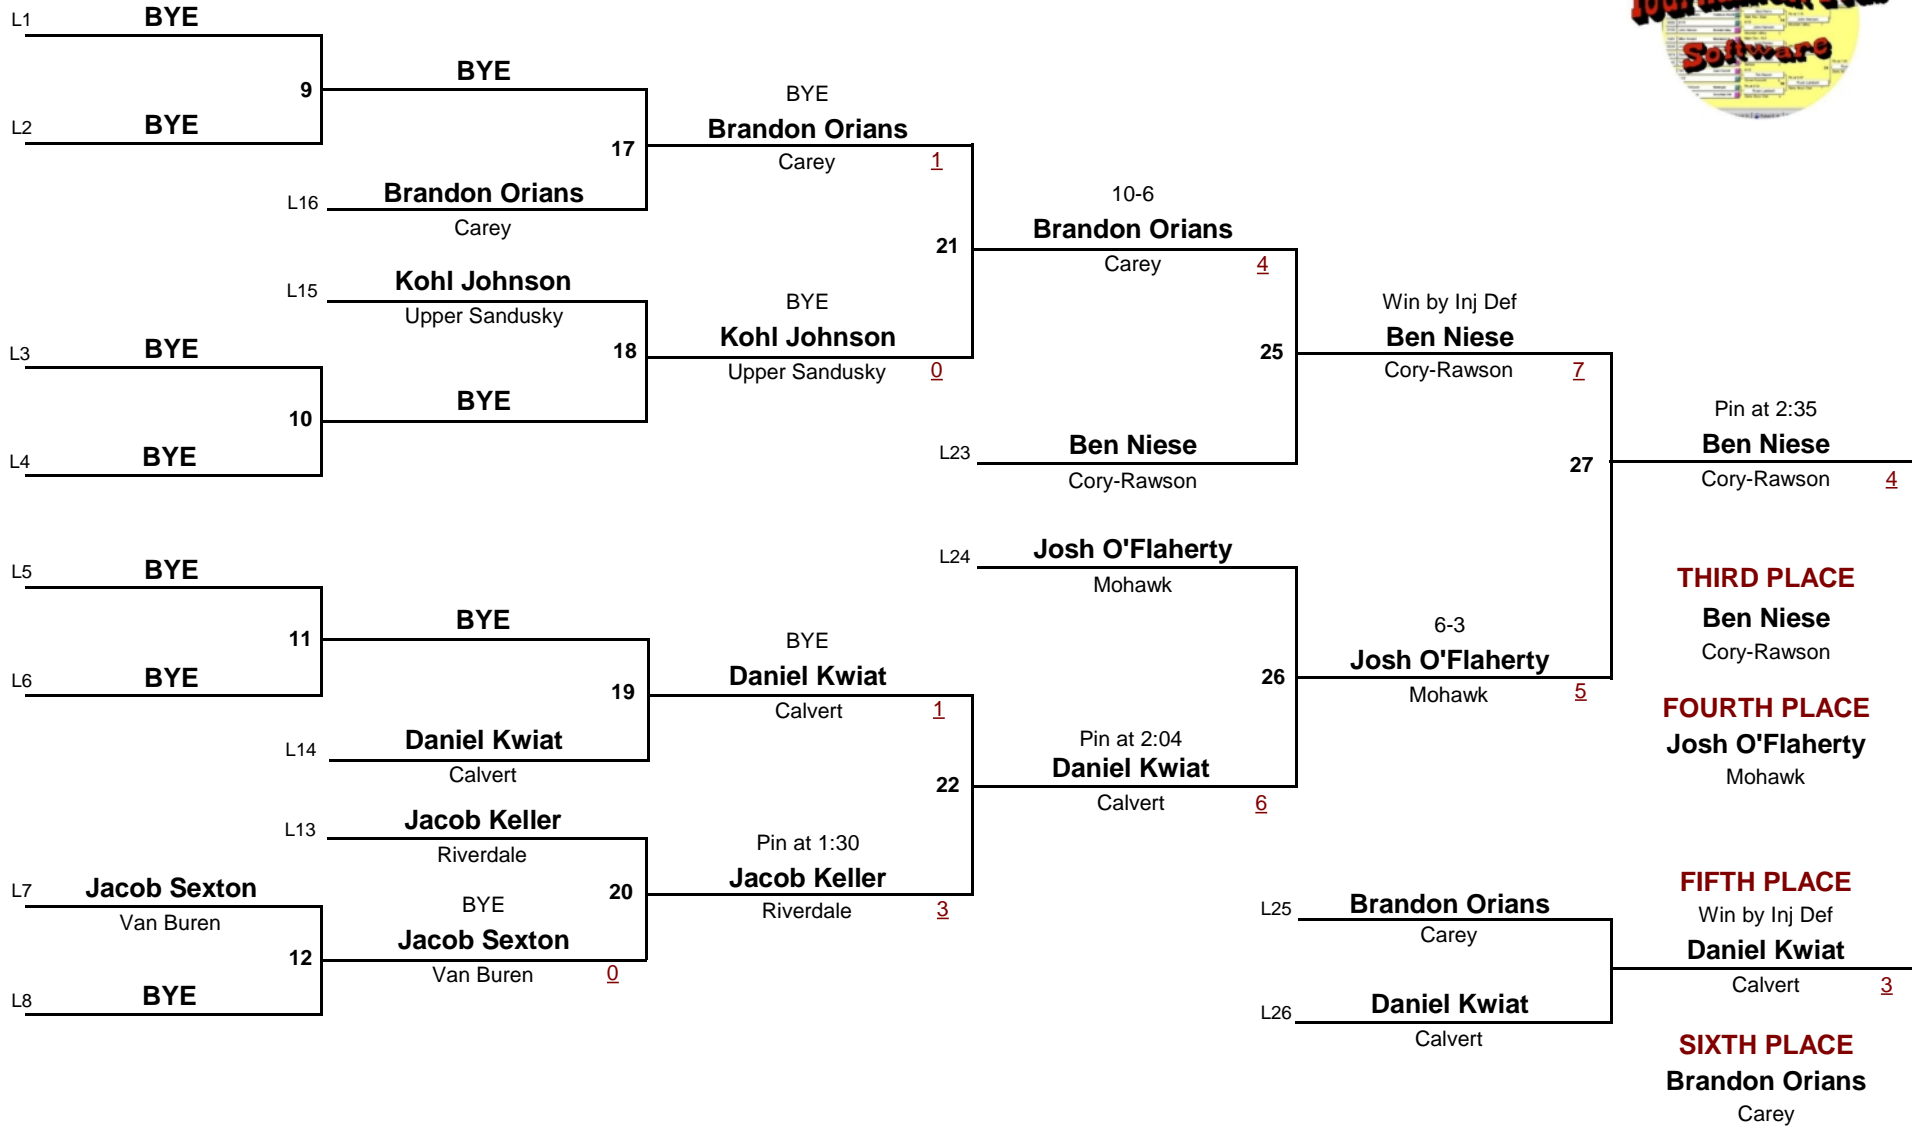 L1 BYE
9
L2 BYE
BYE
17
L16 Brandon Orians
Carey
BYE
Brandon Orians
Carey 1
L15 Kohl Johnson
Upper Sandusky
L3 BYE
10
L4 BYE
BYE
18
BYE
Kohl Johnson
Upper Sandusky 0
21
10-6
Brandon Orians
Carey 4
25
L23 Ben Niese
Cory-Rawson
Win by Inj Def
Ben Niese
Cory-Rawson 7
27
Pin at 2:35
Ben Niese
Cory-Rawson 4
L5 BYE
11
L6 BYE
BYE
19
L14 Daniel Kwiat
Calvert
BYE
Daniel Kwiat
Calvert 1
L13 Jacob Keller
Riverdale
L7 Jacob Sexton
Van Buren
12
L8 BYE
BYE
Jacob Sexton
Van Buren 0
20
Pin at 1:30
Jacob Keller
Riverdale 3
22
L24 Josh O'Flaherty
Mohawk
Pin at 2:04
Daniel Kwiat
Calvert 6
26
6-3
Josh O'Flaherty
Mohawk 5
THIRD PLACE
Ben Niese
Cory-Rawson
FOURTH PLACE
Josh O'Flaherty
Mohawk
L25 Brandon Orians
Carey
L26 Daniel Kwiat
Calvert
FIFTH PLACE
Win by Inj Def
Daniel Kwiat
Calvert 3
SIXTH PLACE
Brandon Orians
Carey
Software